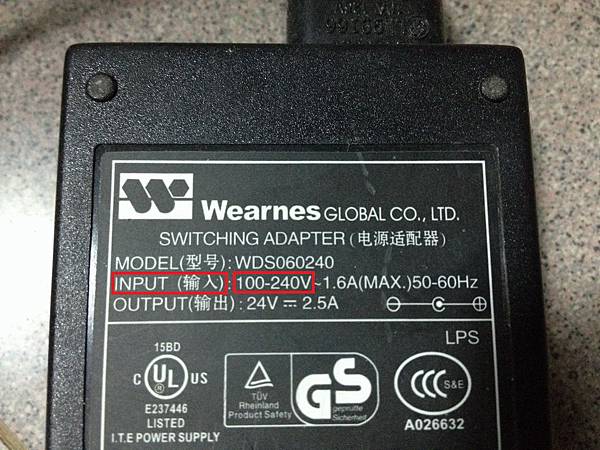 Wearnes GLOBAL CO., LTD.
SWITCHING ADAPTER (电源适配器)
MODEL(型号): WDS060240
INPUT (输入): 100-240V~1.6A(MAX.)50-60Hz
OUTPUT(输出): 24V⎓2.5A
LPS
15BD
C UL US
E237446
LISTED
I.T.E POWER SUPPLY
TÜV
Rheinland
Product Safety
GS
geprüfte
Sicherheit
CCC S&E
A026632